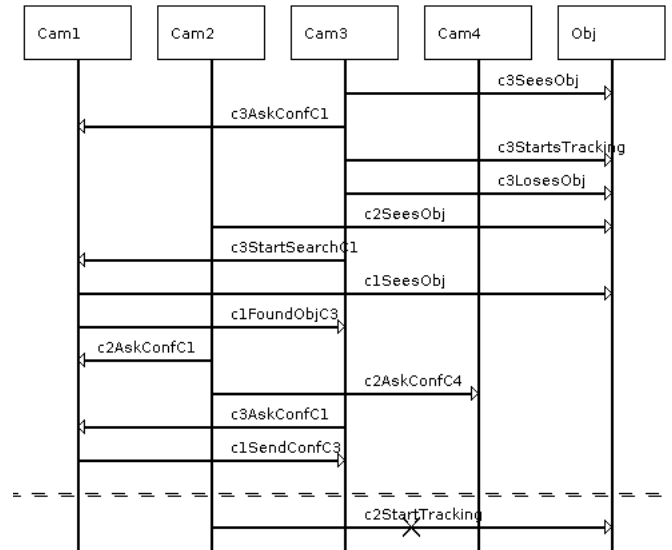 Cam1 Cam2 Cam3 Cam4 Obj
c3SeesObj
c3AskConfC1
c3StartsTracking
c3LosesObj
c2SeesObj
c3StartSearchC1
c1SeesObj
c1FoundObjC3
c2AskConfC1
c2AskConfC4
c3AskConfC1
c1SendConfC3
c2StartTracking